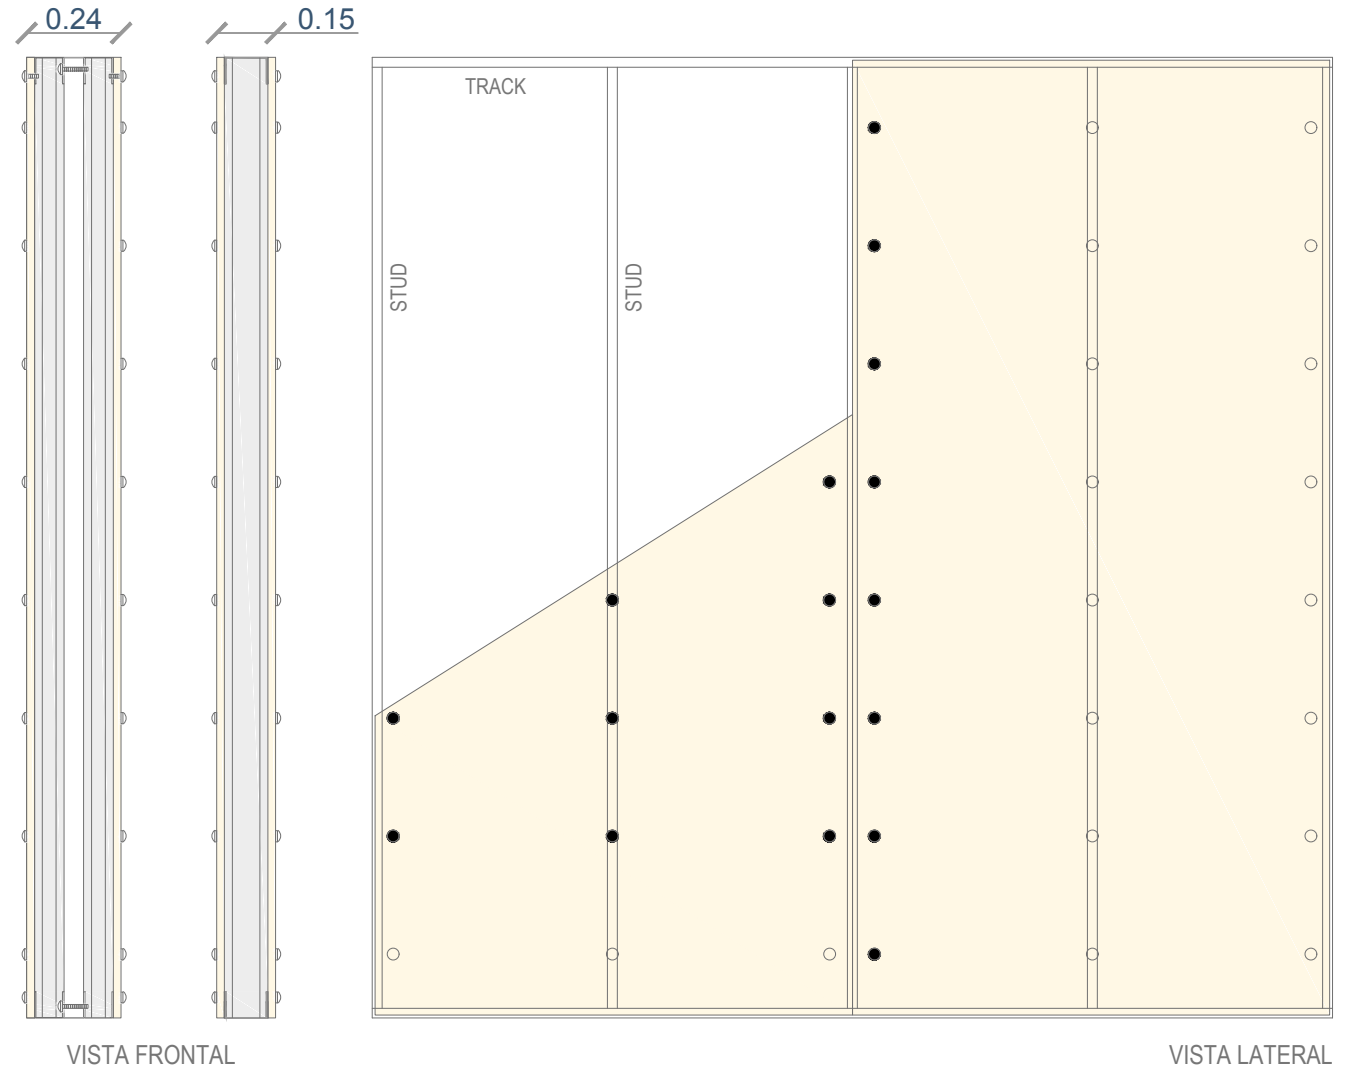 0.24
0.15
TRACK
STUD
STUD
VISTA FRONTAL
VISTA LATERAL